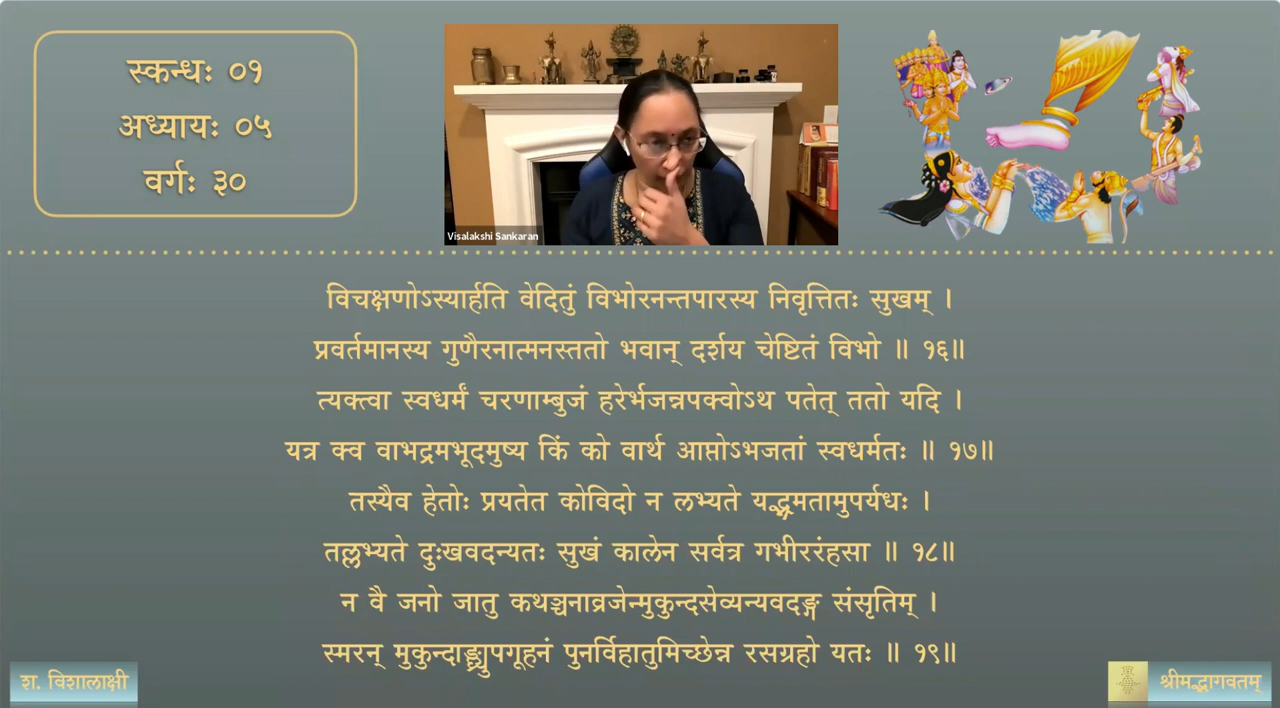 स्कन्धः ०१
अध्यायः ०५
वर्गः ३०
Visalakshi Sankaran
विचक्षणोऽस्यार्हति वेदितुं विभोरनन्तपारस्य निवृत्तितः सुखम् ।
प्रवर्तमानस्य गुणैरनात्मनस्ततो भवान् दर्शय चेष्टितं विभो ॥ १६॥
त्यक्त्वा स्वधर्मं चरणाम्बुजं हरेर्भजन्नपक्वोऽथ पतेत् ततो यदि ।
यत्र क्व वाभद्रमभूदमुष्य किं को वार्थ आप्तोऽभजतां स्वधर्मतः ॥ १७॥
तस्यैव हेतोः प्रयतेत कोविदो न लभ्यते यद्भ्रमतामुपर्यधः ।
तल्लभ्यते दुःखवदन्यतः सुखं कालेन सर्वत्र गभीररंहसा ॥ १८॥
न वै जनो जातु कथञ्चनाव्रजेन्मुकुन्दसेव्यन्यवदङ्ग संसृतिम् ।
स्मरन् मुकुन्दाङ्घ्र्युपगूहनं पुनर्विहातुमिच्छेन्न रसग्रहो यतः ॥ १९॥
श. विशालाक्षी
श्रीमद्भागवतम्